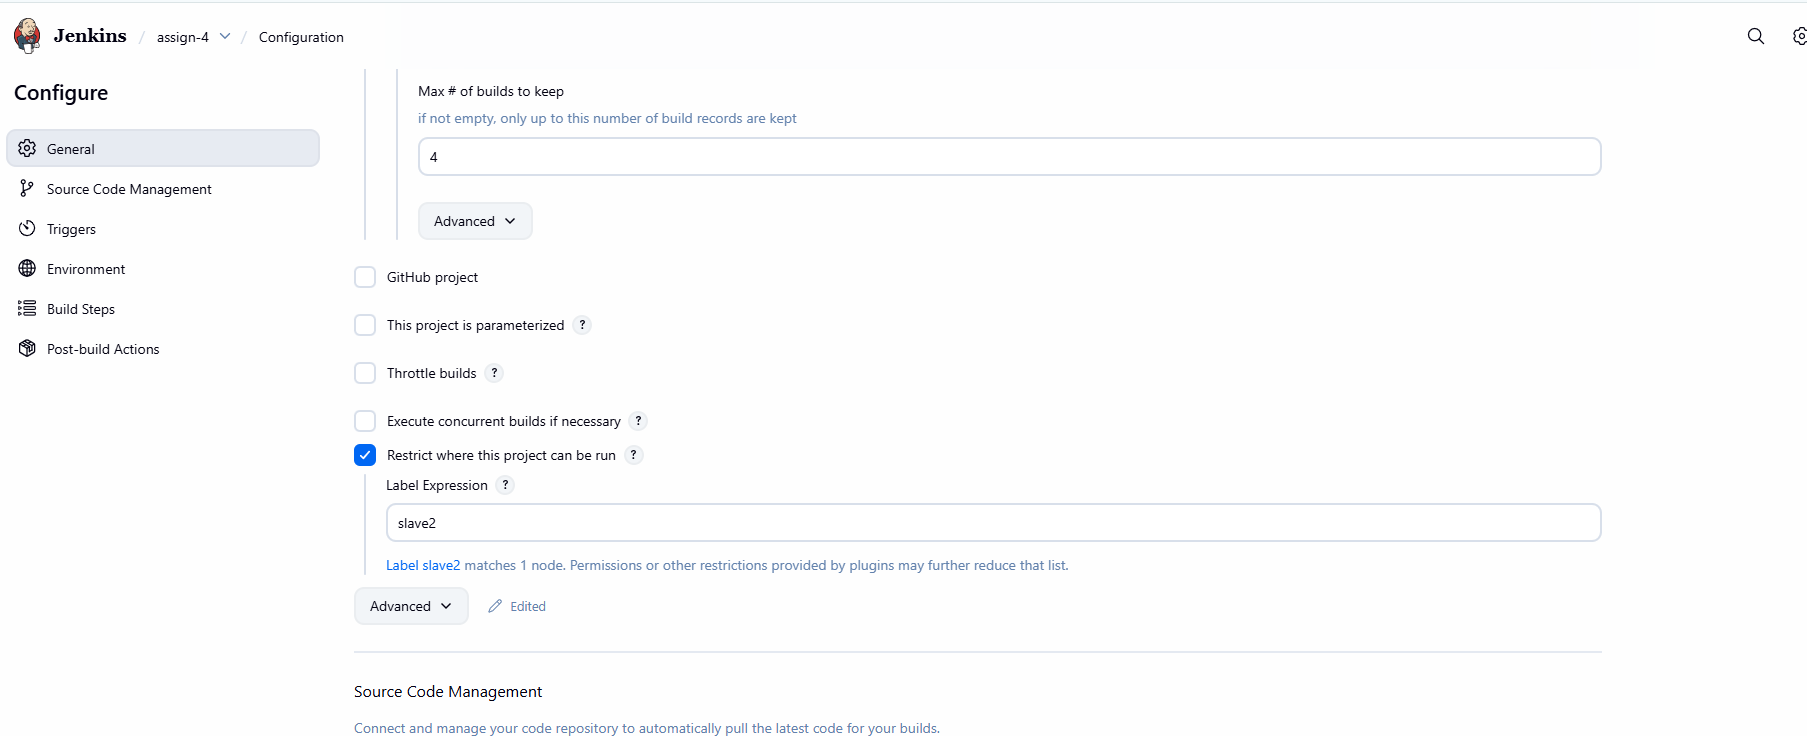 Jenkins / assign-4 / Configuration
Configure
General
Source Code Management
Triggers
Environment
Build Steps
Post-build Actions
Max # of builds to keep
if not empty, only up to this number of build records are kept
4
Advanced
GitHub project
This project is parameterized ?
Throttle builds ?
Execute concurrent builds if necessary ?
Restrict where this project can be run ?
Label Expression ?
slave2
Label slave2 matches 1 node. Permissions or other restrictions provided by plugins may further reduce that list.
Advanced Edited
Source Code Management
Connect and manage your code repository to automatically pull the latest code for your builds.